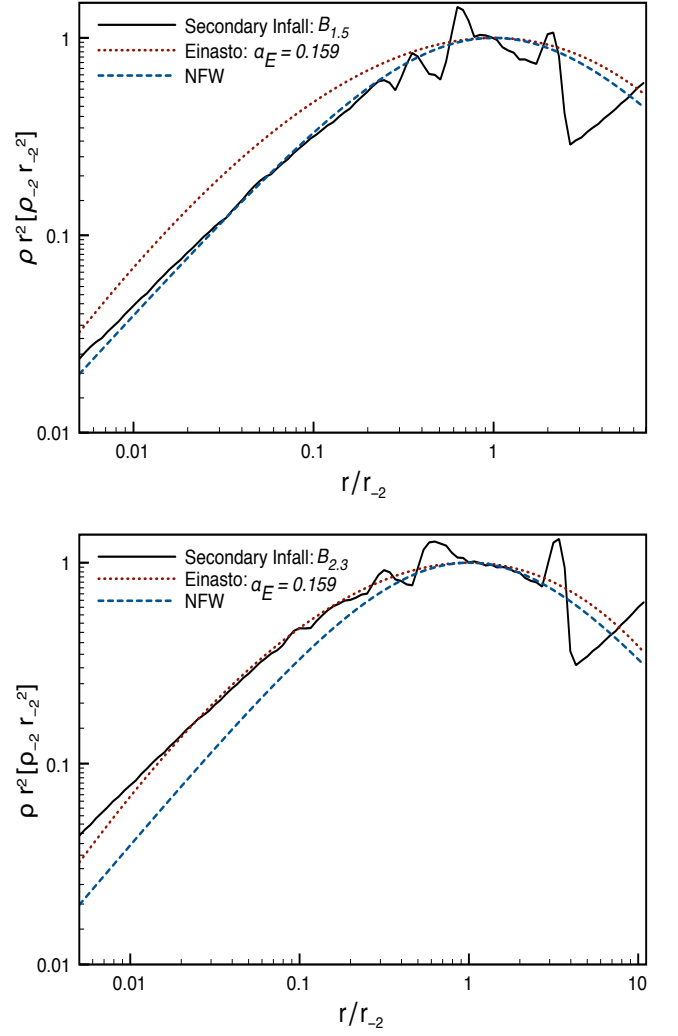 1
0.1
0.01
ρ r² [ρ₋₂ r₋₂²]
Secondary Infall: B₁.₅
Einasto: α_E = 0.159
NFW
0.01 0.1 1
r/r₋₂
1
0.1
0.01
ρ r² [ρ₋₂ r₋₂²]
Secondary Infall: B₂.₃
Einasto: α_E = 0.159
NFW
0.01 0.1 1 10
r/r₋₂